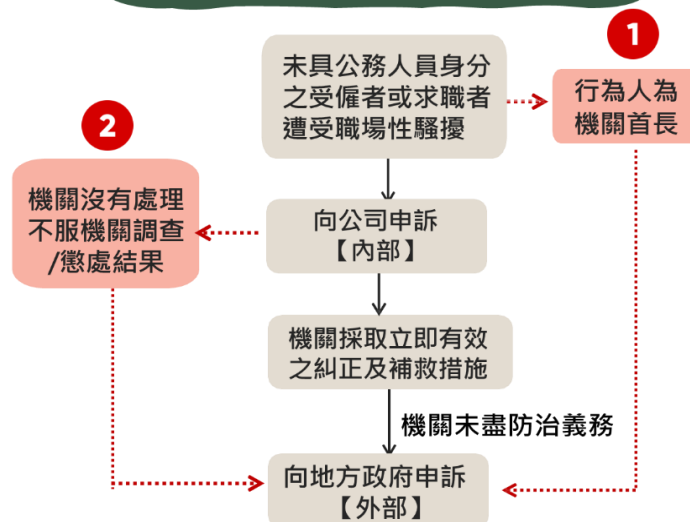 1
未具公務人員身分
之受僱者或求職者
遭受職場性騷擾
行為人為
機關首長
2
機關沒有處理
不服機關調查
/懲處結果
向公司申訴
【內部】
機關採取立即有效
之糾正及補救措施
機關未盡防治義務
向地方政府申訴
【外部】